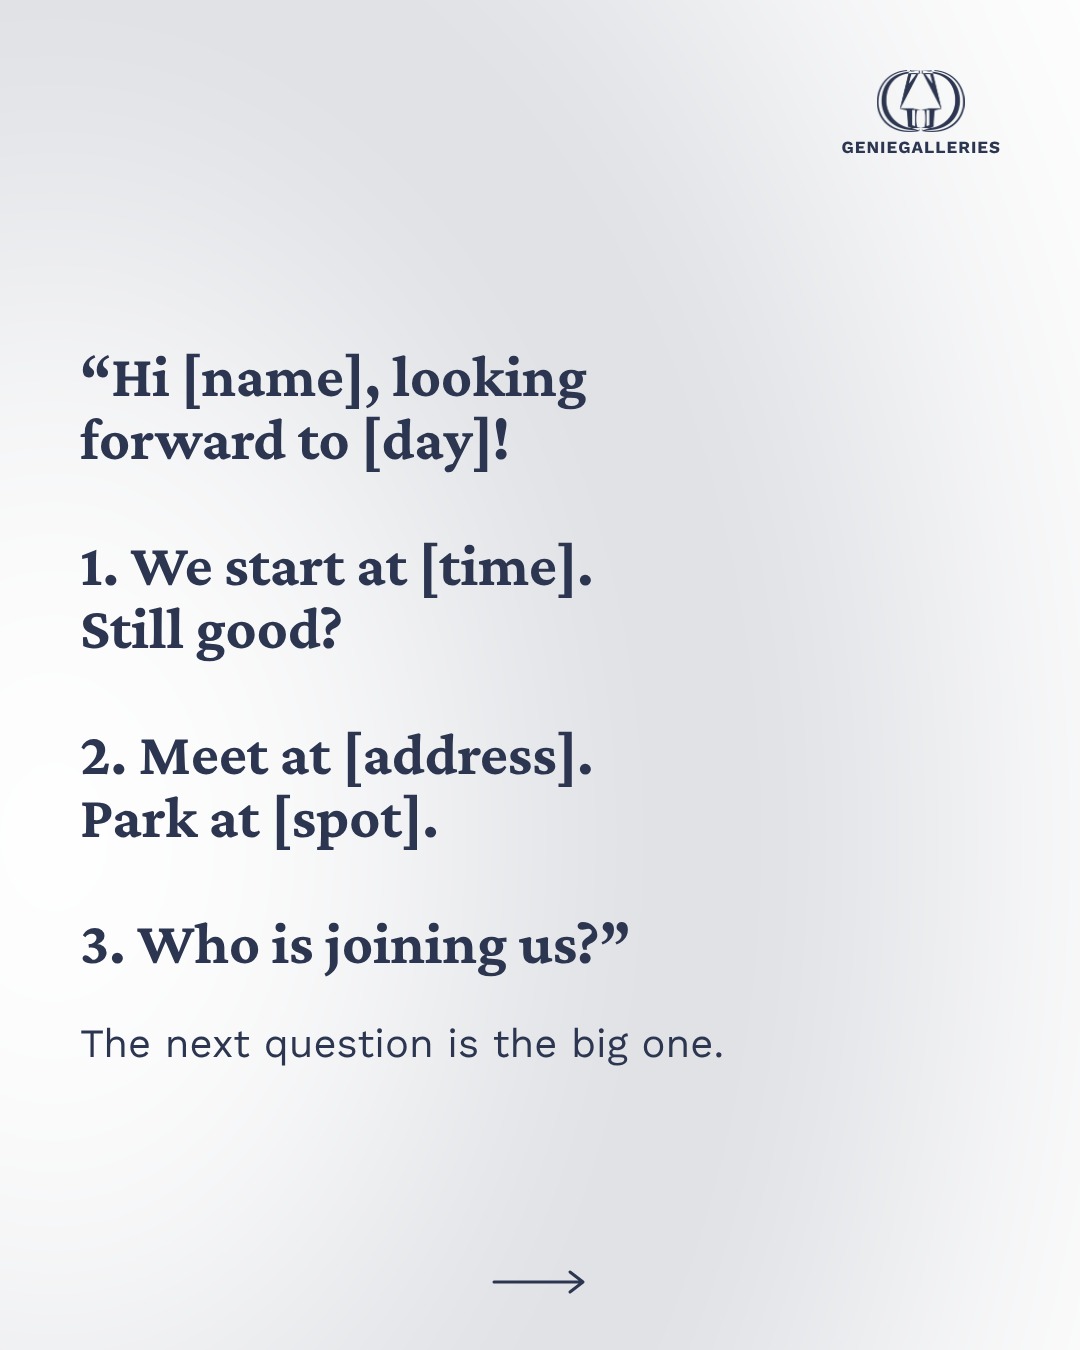 GENIEGALLERIES
“Hi [name], looking
forward to [day]!
1. We start at [time].
Still good?
2. Meet at [address].
Park at [spot].
3. Who is joining us?”
The next question is the big one.